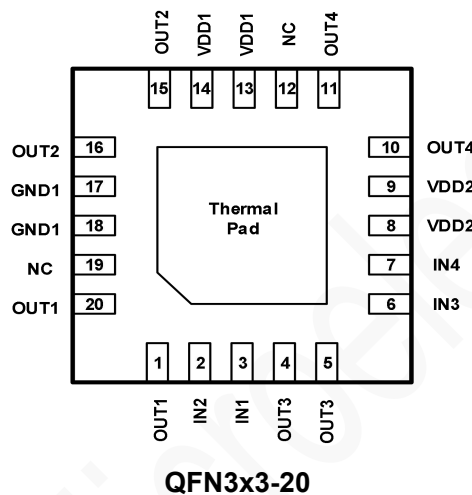 OUT2 VDD1 VDD1 NC OUT4
15 14 13 12 11
OUT2 16 10 OUT4
GND1 17 9 VDD2
GND1 18 8 VDD2
NC 19 7 IN4
OUT1 20 6 IN3
Thermal
Pad
1 2 3 4 5
OUT1 IN2 IN1 OUT3 OUT3
QFN3x3-20